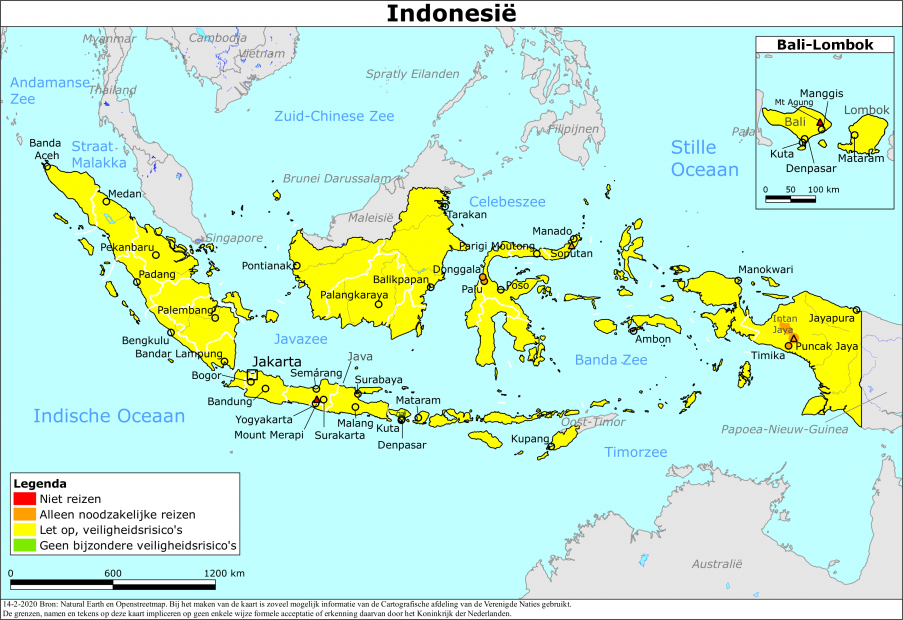 Indonesië
Myanmar
Cambodja
Vietnam
Andamanse
Zee
Thailand
Spratly Eilanden
Zuid-Chinese Zee
Filipijnen
Banda
Aceh
Straat
Malakka
Stille
Oceaan
Palau
Brunei Darussalam
Medan
Maleisië
Celebeszee
Tarakan
Singapore
Pekanbaru
Manado
Parigi Moutong
Soputan
Pontianak
Donggala
Padang
Balikpapan
Palu
Poso
Manokwari
Palangkaraya
Palembang
Intan
Jaya
Jayapura
Bengkulu
Javazee
Ambon
Puncak Jaya
Bandar Lampung
Jakarta
Java
Banda Zee
Timika
Bogor
Semarang
Surabaya
Bandung
Mataram
Indische Oceaan
Yogyakarta
Malang
Kuta
Oost-Timor
Papoea-Nieuw-Guinea
Mount Merapi
Surakarta
Denpasar
Kupang
Timorzee
Australië
Bali-Lombok
Manggis
Mt Agung
Lombok
Bali
Kuta
Mataram
Denpasar
0 50 100 km
Legenda
Niet reizen
Alleen noodzakelijke reizen
Let op, veiligheidsrisico's
Geen bijzondere veiligheidsrisico's
0 600 1200 km
14-2-2020 Bron: Natural Earth en Openstreetmap. Bij het maken van de kaart is zoveel mogelijk informatie van de Cartografische afdeling van de Verenigde Naties gebruikt.
De grenzen, namen en tekens op deze kaart impliceren op geen enkele wijze formele acceptatie of erkenning daarvan door het Koninkrijk der Nederlanden.